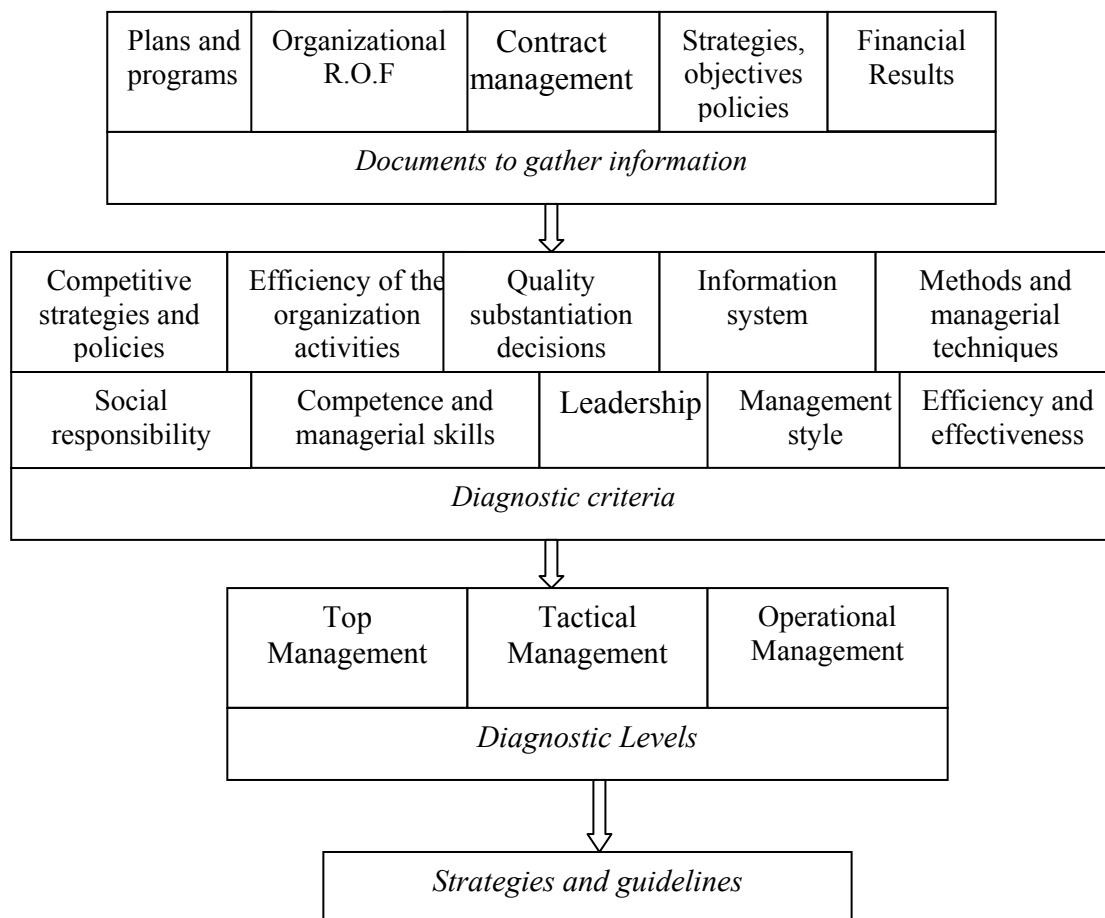 Plans and
programs
Organizational
R.O.F
Contract
management
Strategies,
objectives
policies
Financial
Results
Documents to gather information
Competitive
strategies and
policies
Efficiency of the
organization
activities
Quality
substantiation
decisions
Information
system
Methods and
managerial
techniques
Social
responsibility
Competence and
managerial skills
Leadership
Management
style
Efficiency and
effectiveness
Diagnostic criteria
Top
Management
Tactical
Management
Operational
Management
Diagnostic Levels
Strategies and guidelines